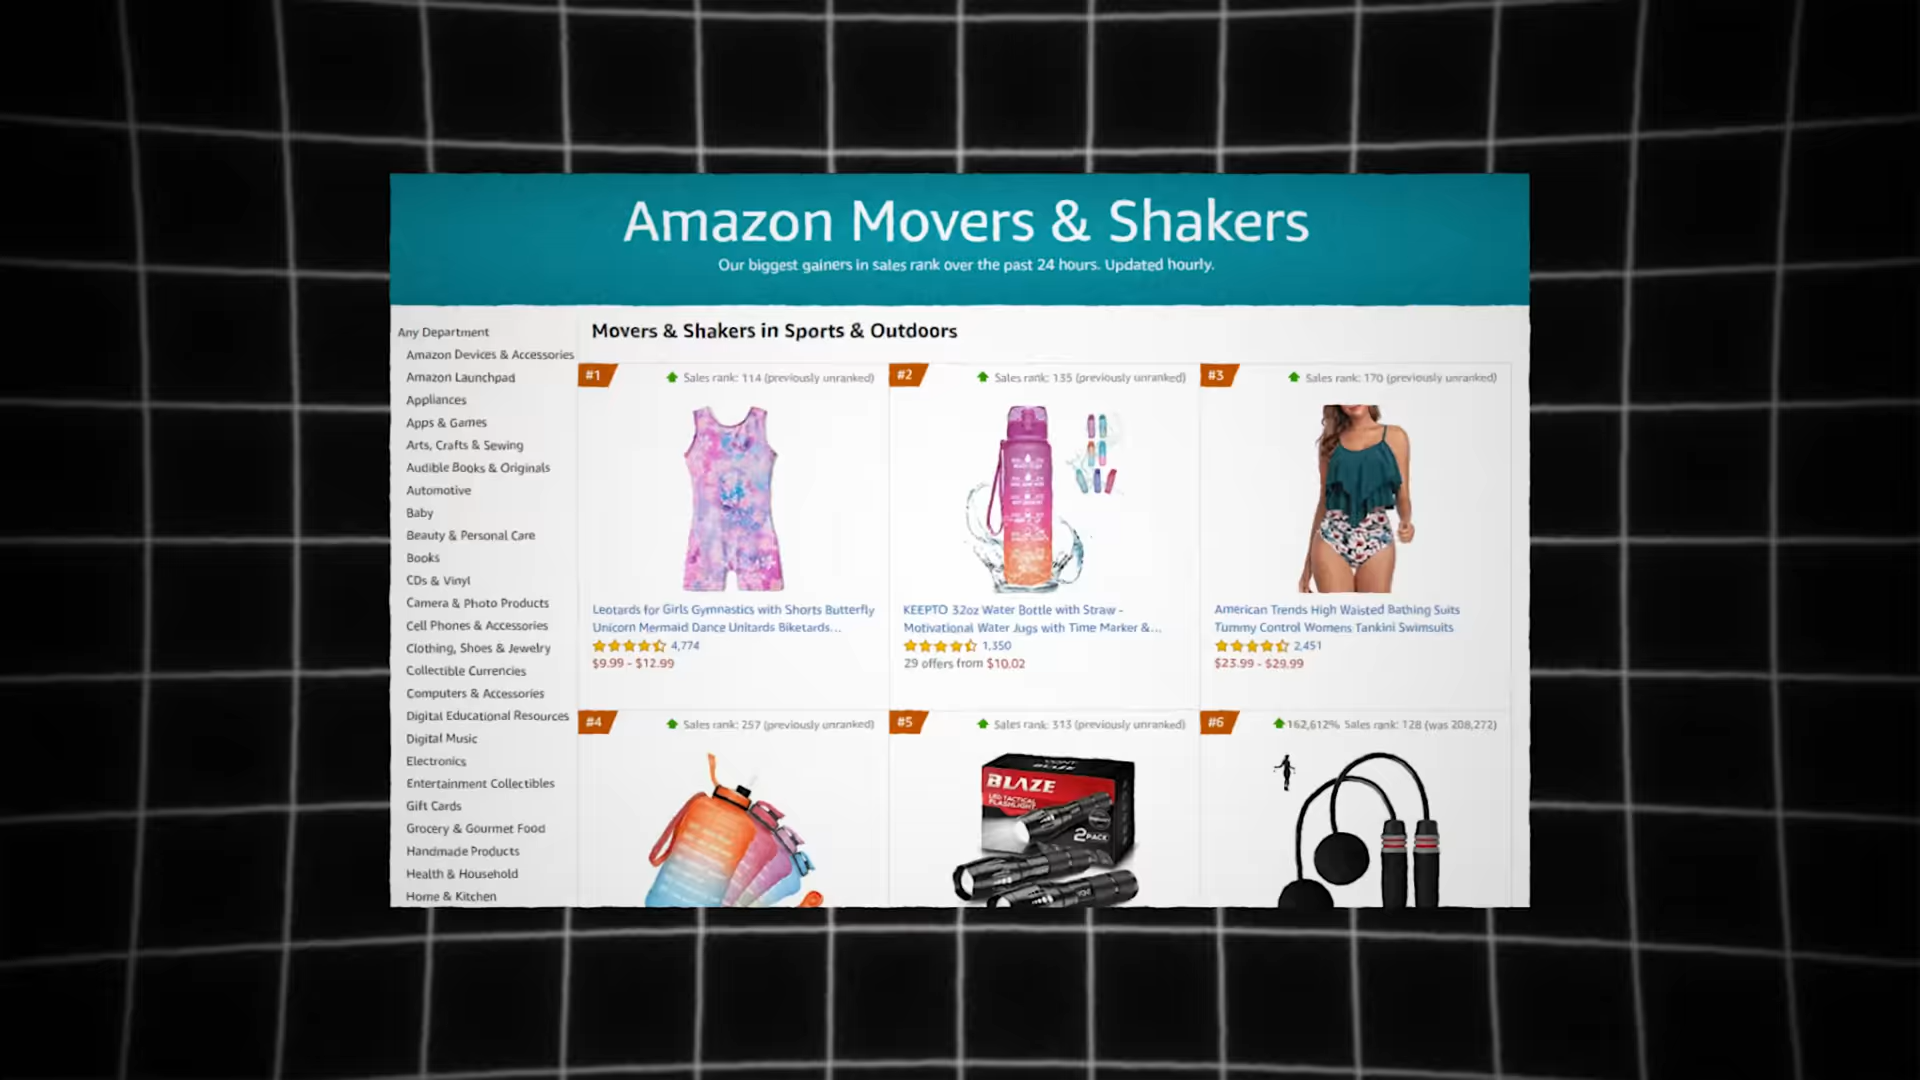 Amazon Movers & Shakers
Our biggest gainers in sales rank over the past 24 hours. Updated hourly.
Any Department
Amazon Devices & Accessories
Amazon Launchpad
Appliances
Apps & Games
Arts, Crafts & Sewing
Audible Books & Originals
Automotive
Baby
Beauty & Personal Care
Books
CDs & Vinyl
Camera & Photo Products
Cell Phones & Accessories
Clothing, Shoes & Jewelry
Collectible Currencies
Computers & Accessories
Digital Educational Resources
Digital Music
Electronics
Entertainment Collectibles
Gift Cards
Grocery & Gourmet Food
Handmade Products
Health & Household
Home & Kitchen
Movers & Shakers in Sports & Outdoors
#1
Sales rank: 114 (previously unranked)
Leotards for Girls Gymnastics with Shorts Butterfly
Unicorn Mermaid Dance Unitards Biketards...
4,774
$9.99 - $12.99
#2
Sales rank: 135 (previously unranked)
KEEPTO 32oz Water Bottle with Straw -
Motivational Water Jugs with Time Marker &...
1,350
29 offers from $10.02
#3
Sales rank: 170 (previously unranked)
American Trends High Waisted Bathing Suits
Tummy Control Womens Tankini Swimsuits
2,451
$23.99 - $29.99
#4
Sales rank: 257 (previously unranked)
#5
Sales rank: 313 (previously unranked)
BLAZE
LED TACTICAL
FLASHLIGHT
2 PACK
#6
162,612% Sales rank: 128 (was 208,272)